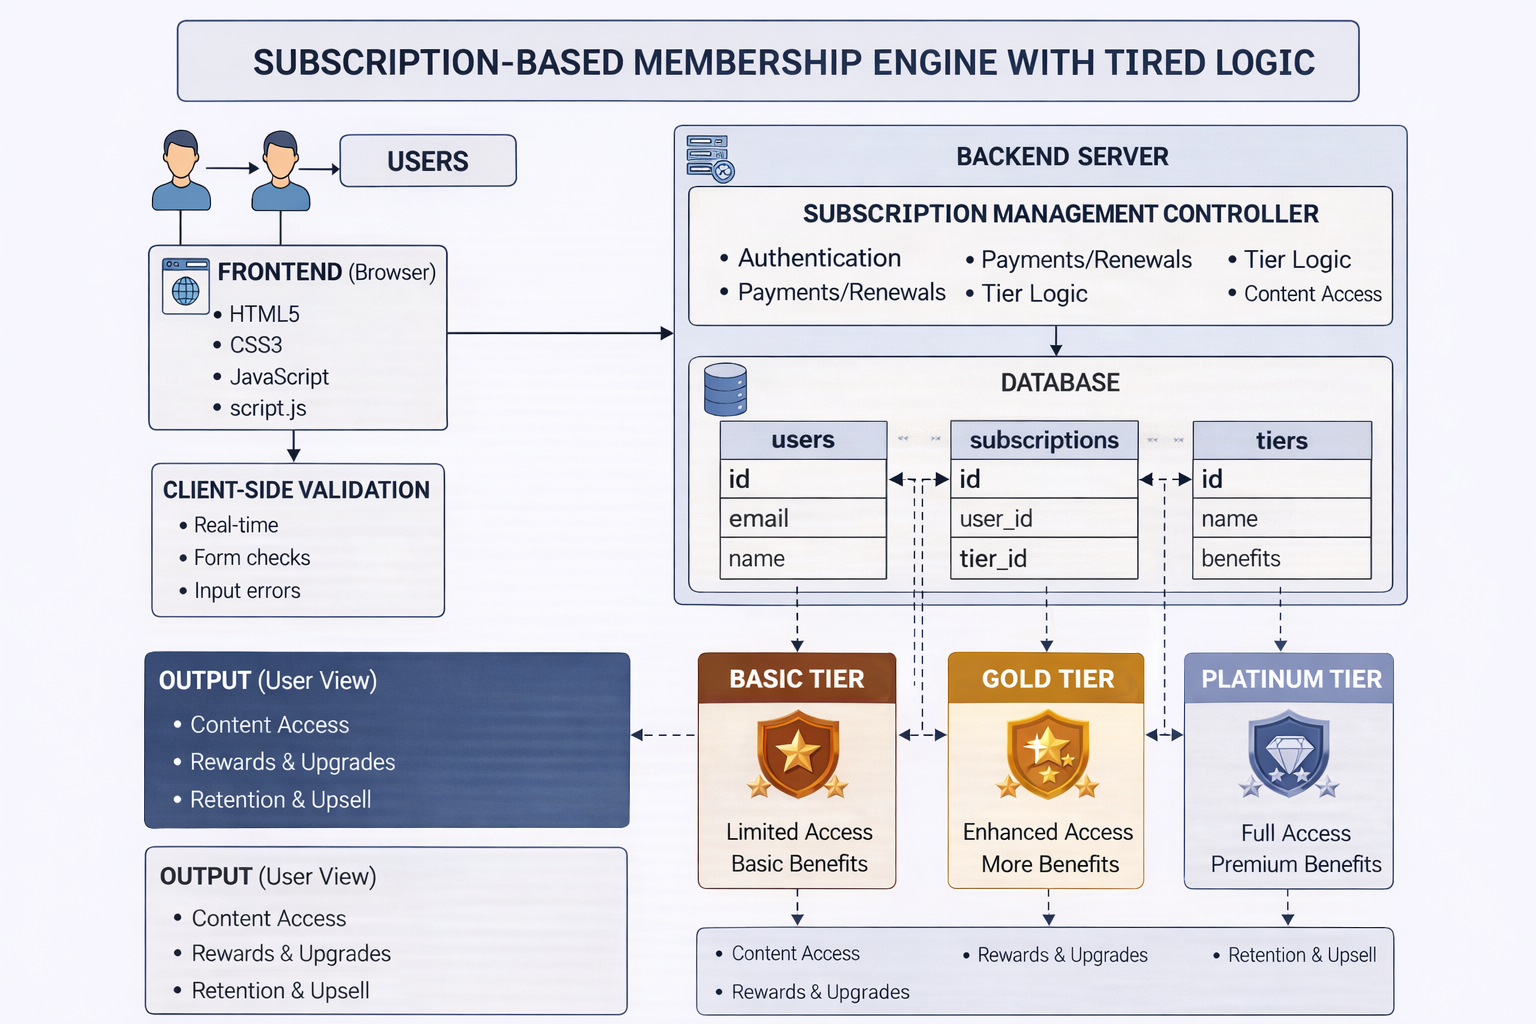 SUBSCRIPTION-BASED MEMBERSHIP ENGINE WITH TIRED LOGIC
USERS
FRONTEND (Browser)
• HTML5
• CSS3
• JavaScript
• script.js
CLIENT-SIDE VALIDATION
• Real-time
• Form checks
• Input errors
BACKEND SERVER
SUBSCRIPTION MANAGEMENT CONTROLLER
• Authentication
• Payments/Renewals
• Tier Logic
• Payments/Renewals
• Tier Logic
• Content Access
DATABASE
users
id
email
name
subscriptions
id
user_id
tier_id
tiers
id
name
benefits
OUTPUT (User View)
• Content Access
• Rewards & Upgrades
• Retention & Upsell
BASIC TIER
Limited Access
Basic Benefits
GOLD TIER
Enhanced Access
More Benefits
PLATINUM TIER
Full Access
Premium Benefits
OUTPUT (User View)
• Content Access
• Rewards & Upgrades
• Retention & Upsell
• Content Access
• Rewards & Upgrades
• Retention & Upsell
• Rewards & Upgrades